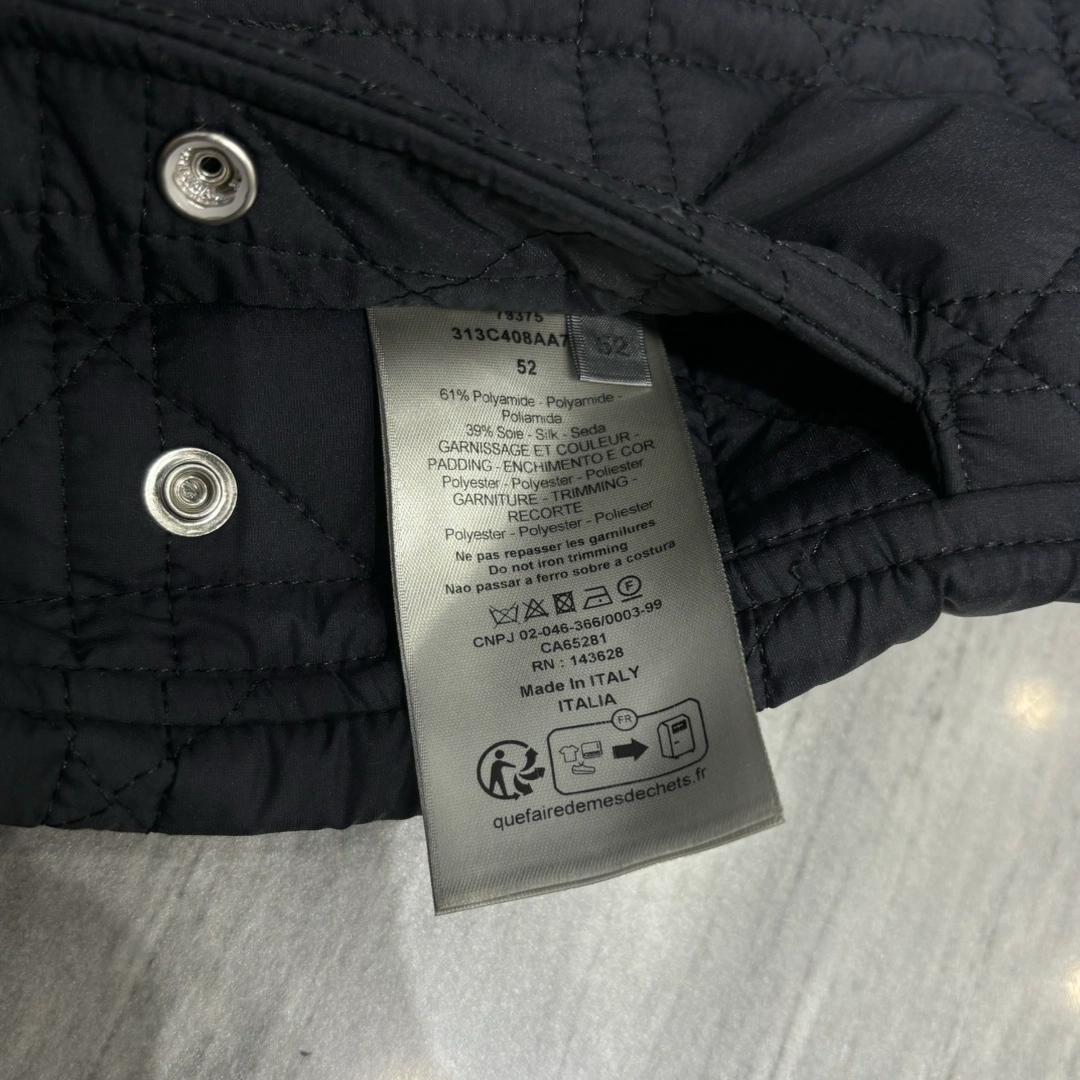 79375
313C408AA7
52
52
61% Polyamide - Polyamide -
Poliamida
39% Soie - Silk - Seda
GARNISSAGE ET COULEUR -
PADDING - ENCHIMENTO E COR
Polyester - Polyester - Poliester
GARNITURE - TRIMMING -
RECORTE
Polyester - Polyester - Poliester
Ne pas repasser les garnilures
Do not iron trimming
Nao passar a ferro sobre a costura
F
CNPJ 02-046-366/0003-99
CA65281
RN : 143628
Made In ITALY
ITALIA
FR
quefairedemesdechets.fr